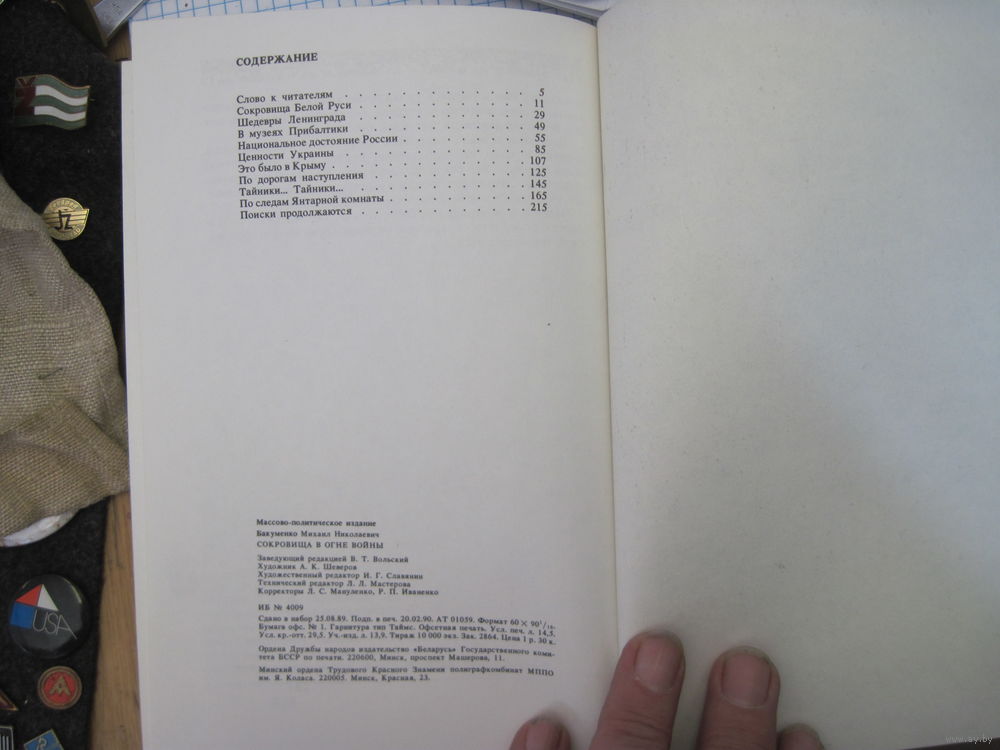 СОДЕРЖАНИЕ
Слово к читателям . . . . . . . . . . . . . 5
Сокровища Белой Руси . . . . . . . . . . . . 11
Шедевры Ленинграда . . . . . . . . . . . . 29
В музеях Прибалтики . . . . . . . . . . . . 49
Национальное достояние России . . . . . . . . . 55
Ценности Украины . . . . . . . . . . . . . 85
Это было в Крыму . . . . . . . . . . . . . 107
По дорогам наступления . . . . . . . . . . . 125
Тайники... Тайники... . . . . . . . . . . . . 145
По следам Янтарной комнаты . . . . . . . . . . 165
Поиски продолжаются . . . . . . . . . . . . 215
Массово-политическое издание
Бакуменко Михаил Николаевич
СОКРОВИЩА В ОГНЕ ВОЙНЫ
Заведующий редакцией В. Т. Вольский
Художник А. К. Шеверов
Художественный редактор И. Г. Славянин
Технический редактор Л. Л. Мастерова
Корректоры Л. С. Мануленко, Р. П. Иваненко
ИБ № 4009
Сдано в набор 25.08.89. Подп. в печ. 20.02.90. АТ 01059. Формат 60 × 90¹/₁₆.
Бумага офс. № 1. Гарнитура тип Таймс. Офсетная печать. Усл. печ. л. 14,5.
Усл. кр.-отт. 29,5. Уч.-изд. л. 13,9. Тираж 10 000 экз. Зак. 2864. Цена 1 р. 30 к.
Ордена Дружбы народов издательство «Беларусь» Государственного коми-
тета БССР по печати. 220600, Минск, проспект Машерова, 11.
Минский ордена Трудового Красного Знамени полиграфкомбинат МППО
им. Я. Коласа. 220005. Минск, Красная, 23.
JZ
USA
www.ay.by